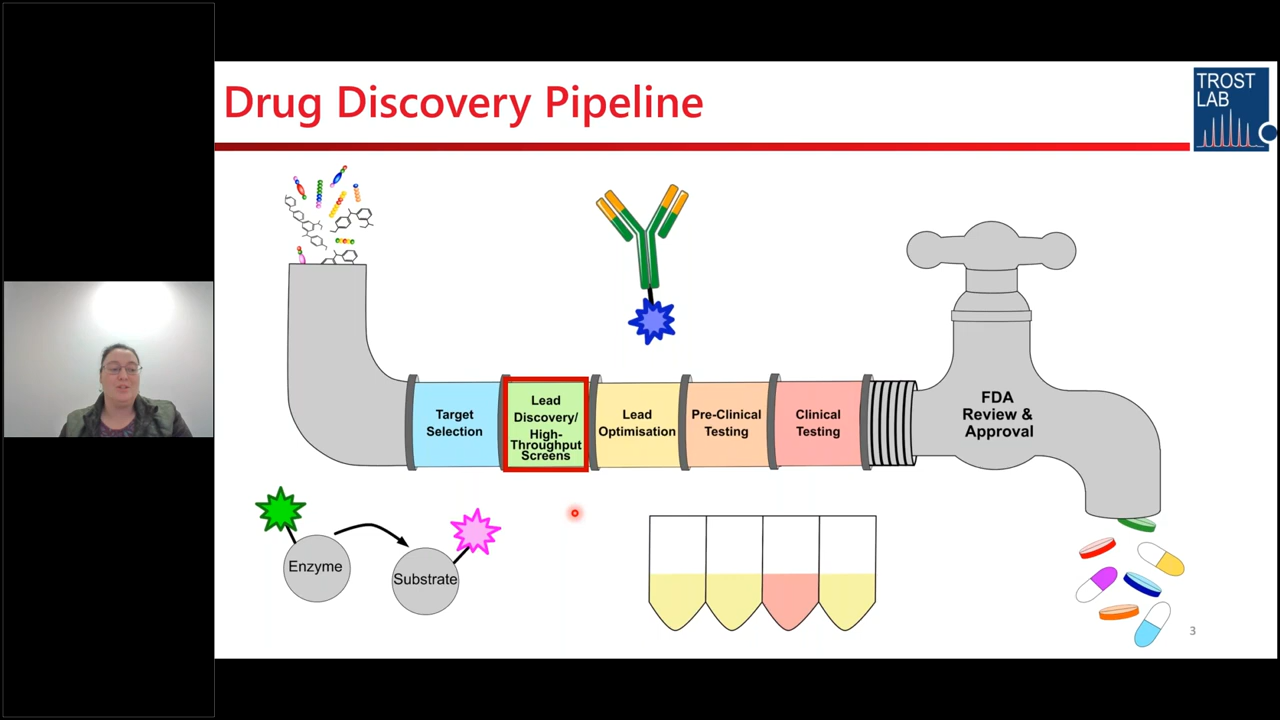 Drug Discovery Pipeline
TROST
LAB
Target
Selection
Lead
Discovery/
High-
Throughput
Screens
Lead
Optimisation
Pre-Clinical
Testing
Clinical
Testing
FDA
Review &
Approval
Enzyme
Substrate
3